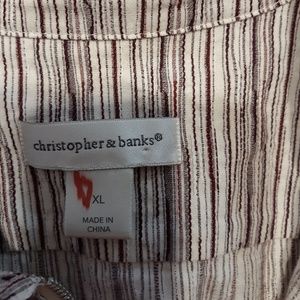 christopher & banks®
XL
MADE IN
CHINA